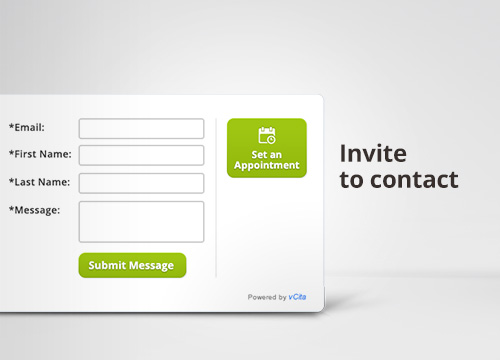 *Email:
*First Name:
*Last Name:
*Message:
Submit Message
Set an
Appointment
Powered by vCita
Invite
to contact